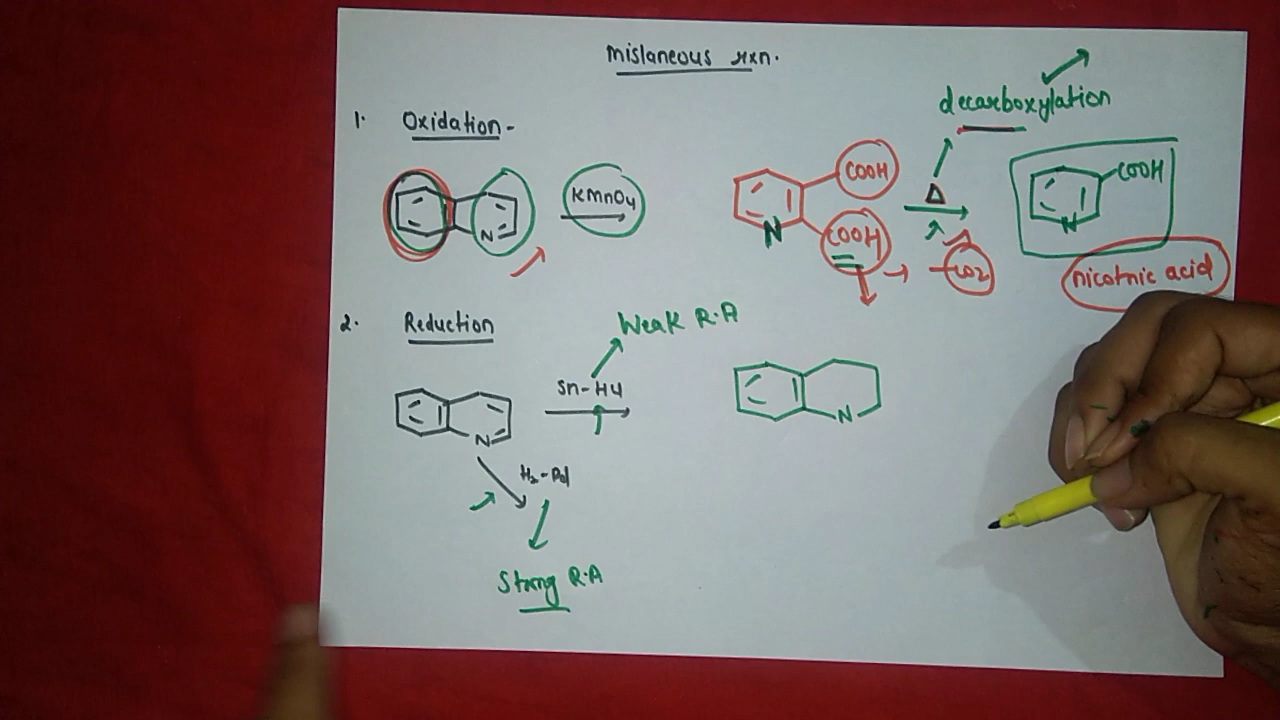 Mislaneous rxn.
decarboxylation
1. Oxidation-
N
KMnO4
COOH
N
COOH
Δ
-CO2
COOH
N
nicotnic acid
2. Reduction
Weak R.A
N
Sn-H4
N
H2-Pd
Strong R.A